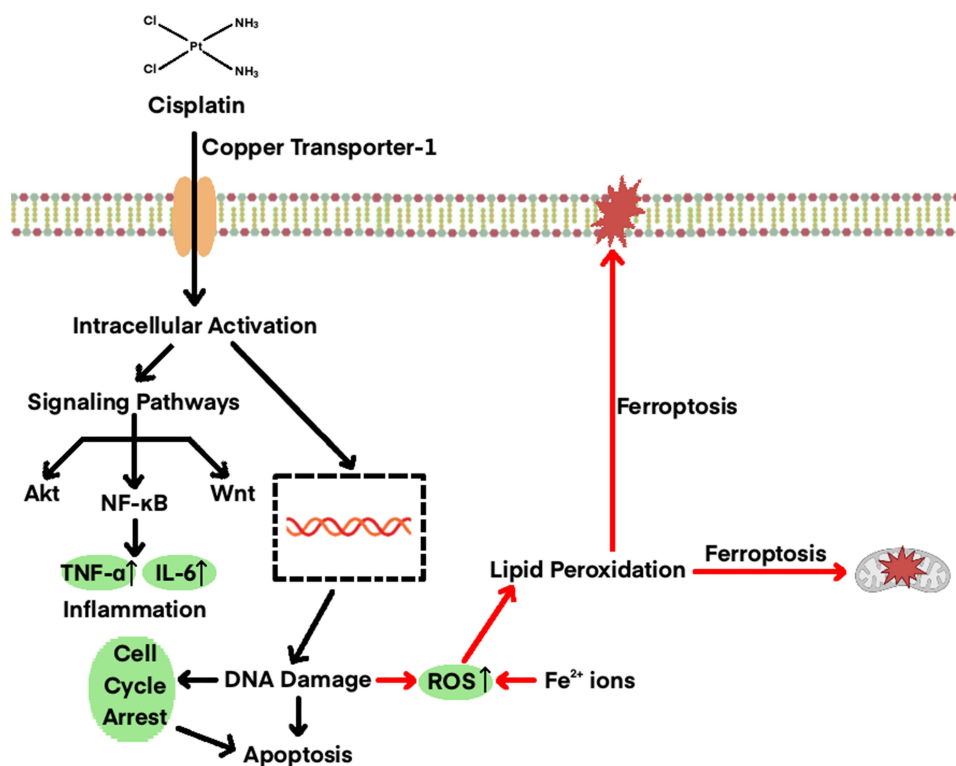 Cl
NH₃
Pt
Cl
NH₃
Cisplatin
Copper Transporter-1
Intracellular Activation
Signaling Pathways
Akt
NF-κB
Wnt
TNF-α↑
IL-6↑
Inflammation
Ferroptosis
Lipid Peroxidation
Ferroptosis
Cell
Cycle
Arrest
DNA Damage
ROS↑
Fe²⁺ ions
Apoptosis